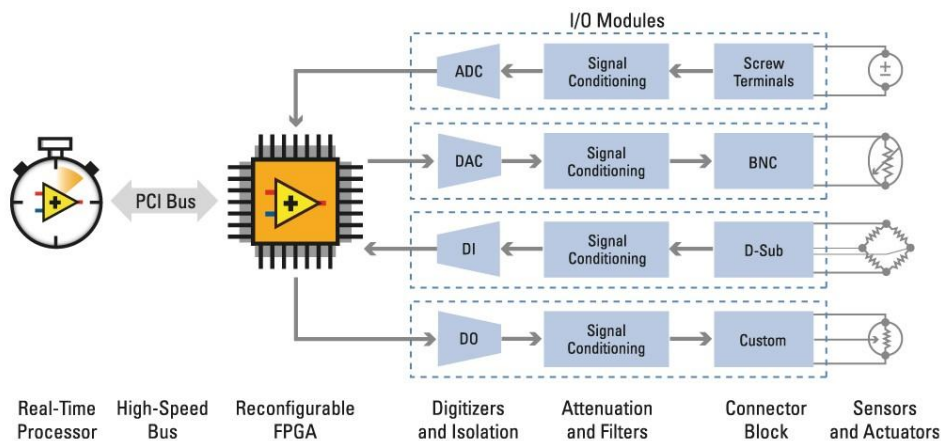 I/O Modules
ADC
Signal
Conditioning
Screw
Terminals
±
DAC
Signal
Conditioning
BNC
PCI Bus
DI
Signal
Conditioning
D-Sub
DO
Signal
Conditioning
Custom
Real-Time
Processor
High-Speed
Bus
Reconfigurable
FPGA
Digitizers
and Isolation
Attenuation
and Filters
Connector
Block
Sensors
and Actuators